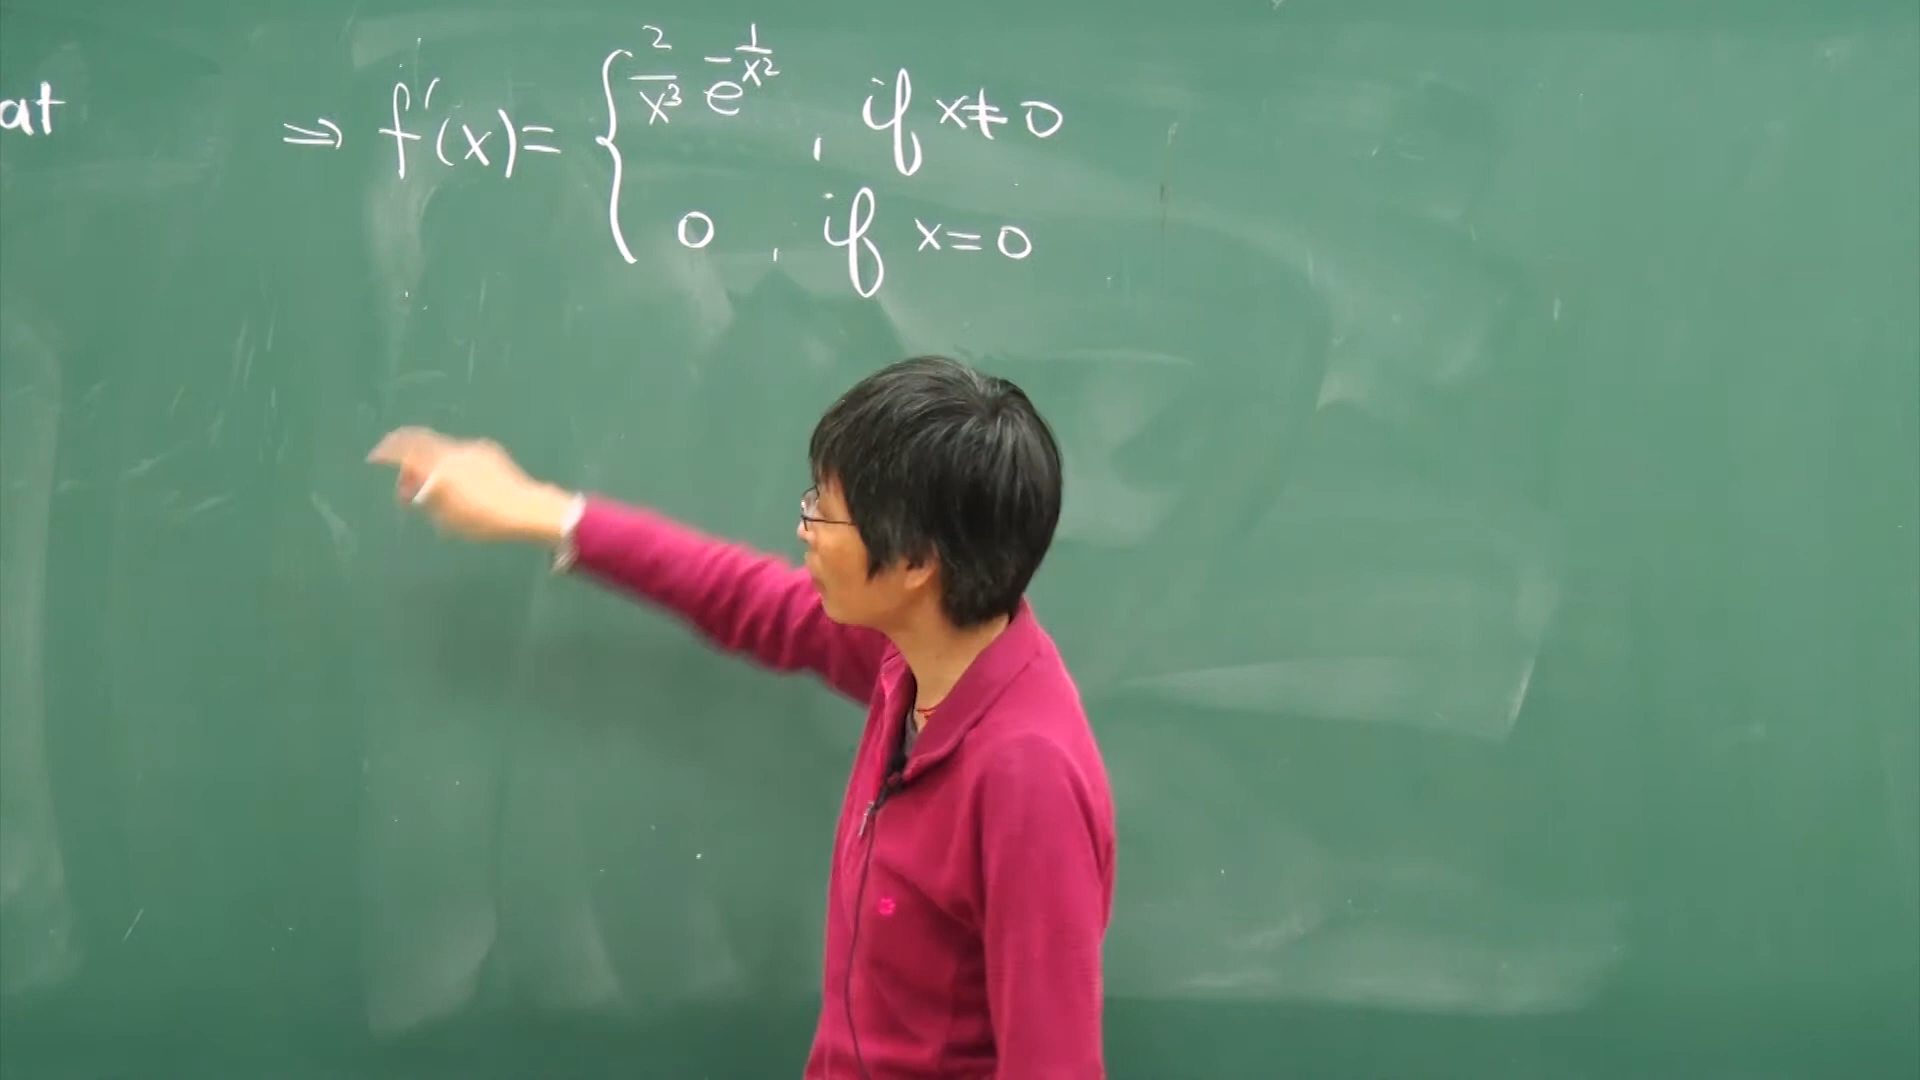 at
⇒ f'(x) = { 2/x³ e^(-1/x²) , if x≠0
0 , if x=0